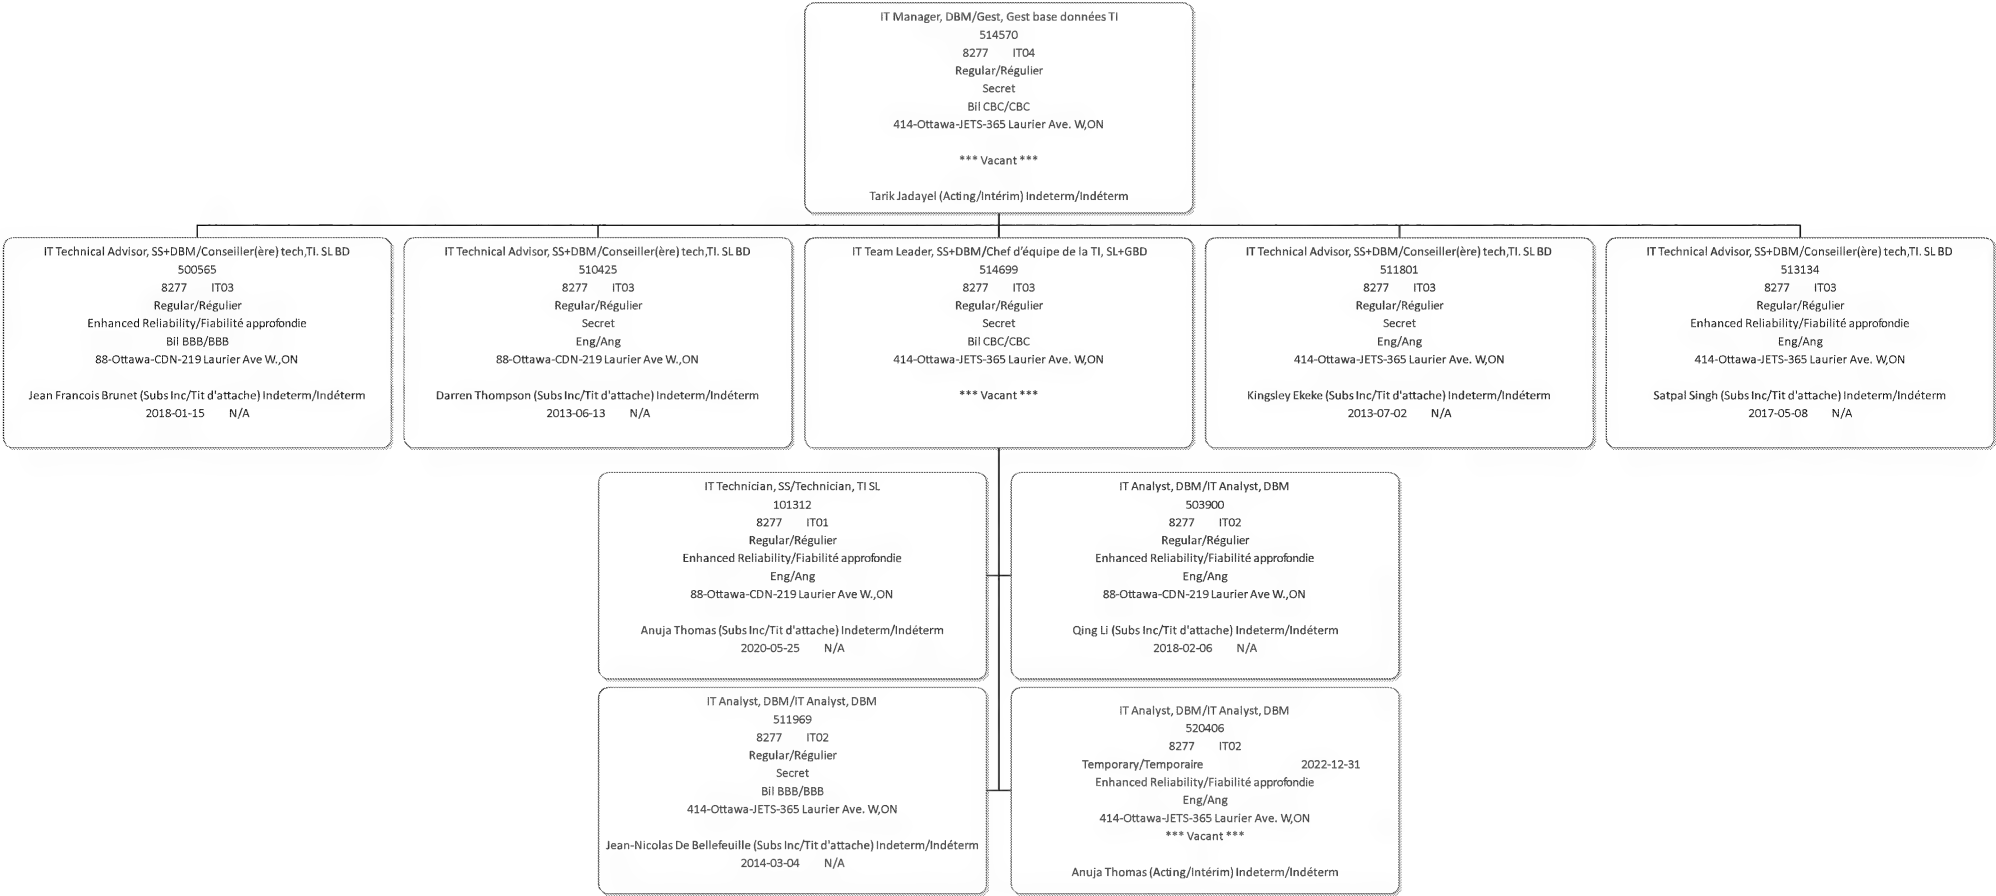 IT Manager, DBM/Gest, Gest base données TI
514570
8277 IT04
Regular/Régulier
Secret
Bil CBC/CBC
414-Ottawa-JETS-365 Laurier Ave. W,ON
*** Vacant ***
Tarik Jadayel (Acting/Intérim) Indeterm/Indéterm
IT Technical Advisor, SS+DBM/Conseiller(ère) tech,TI. SL BD
500565
8277 IT03
Regular/Régulier
Enhanced Reliability/Fiabilité approfondie
Bil BBB/BBB
88-Ottawa-CDN-219 Laurier Ave W.,ON
Jean Francois Brunet (Subs Inc/Tit d'attache) Indeterm/Indéterm
2018-01-15 N/A
IT Technical Advisor, SS+DBM/Conseiller(ère) tech,TI. SL BD
510425
8277 IT03
Regular/Régulier
Secret
Eng/Ang
88-Ottawa-CDN-219 Laurier Ave W.,ON
Darren Thompson (Subs Inc/Tit d'attache) Indeterm/Indéterm
2013-06-13 N/A
IT Team Leader, SS+DBM/Chef d’équipe de la TI, SL+GBD
514699
8277 IT03
Regular/Régulier
Secret
Bil CBC/CBC
414-Ottawa-JETS-365 Laurier Ave. W,ON
*** Vacant ***
IT Technical Advisor, SS+DBM/Conseiller(ère) tech,TI. SL BD
511801
8277 IT03
Regular/Régulier
Secret
Eng/Ang
414-Ottawa-JETS-365 Laurier Ave. W,ON
Kingsley Ekeke (Subs Inc/Tit d'attache) Indeterm/Indéterm
2013-07-02 N/A
IT Technical Advisor, SS+DBM/Conseiller(ère) tech,TI. SL BD
513134
8277 IT03
Regular/Régulier
Enhanced Reliability/Fiabilité approfondie
Eng/Ang
414-Ottawa-JETS-365 Laurier Ave. W,ON
Satpal Singh (Subs Inc/Tit d'attache) Indeterm/Indéterm
2017-05-08 N/A
IT Technician, SS/Technician, TI SL
101312
8277 IT01
Regular/Régulier
Enhanced Reliability/Fiabilité approfondie
Eng/Ang
88-Ottawa-CDN-219 Laurier Ave W.,ON
Anuja Thomas (Subs Inc/Tit d'attache) Indeterm/Indéterm
2020-05-25 N/A
IT Analyst, DBM/IT Analyst, DBM
503900
8277 IT02
Regular/Régulier
Enhanced Reliability/Fiabilité approfondie
Eng/Ang
88-Ottawa-CDN-219 Laurier Ave W.,ON
Qing Li (Subs Inc/Tit d'attache) Indeterm/Indéterm
2018-02-06 N/A
IT Analyst, DBM/IT Analyst, DBM
511969
8277 IT02
Regular/Régulier
Secret
Bil BBB/BBB
414-Ottawa-JETS-365 Laurier Ave. W,ON
Jean-Nicolas De Bellefeuille (Subs Inc/Tit d'attache) Indeterm/Indéterm
2014-03-04 N/A
IT Analyst, DBM/IT Analyst, DBM
520406
8277 IT02
Temporary/Temporaire 2022-12-31
Enhanced Reliability/Fiabilité approfondie
Eng/Ang
414-Ottawa-JETS-365 Laurier Ave. W,ON
*** Vacant ***
Anuja Thomas (Acting/Intérim) Indeterm/Indéterm